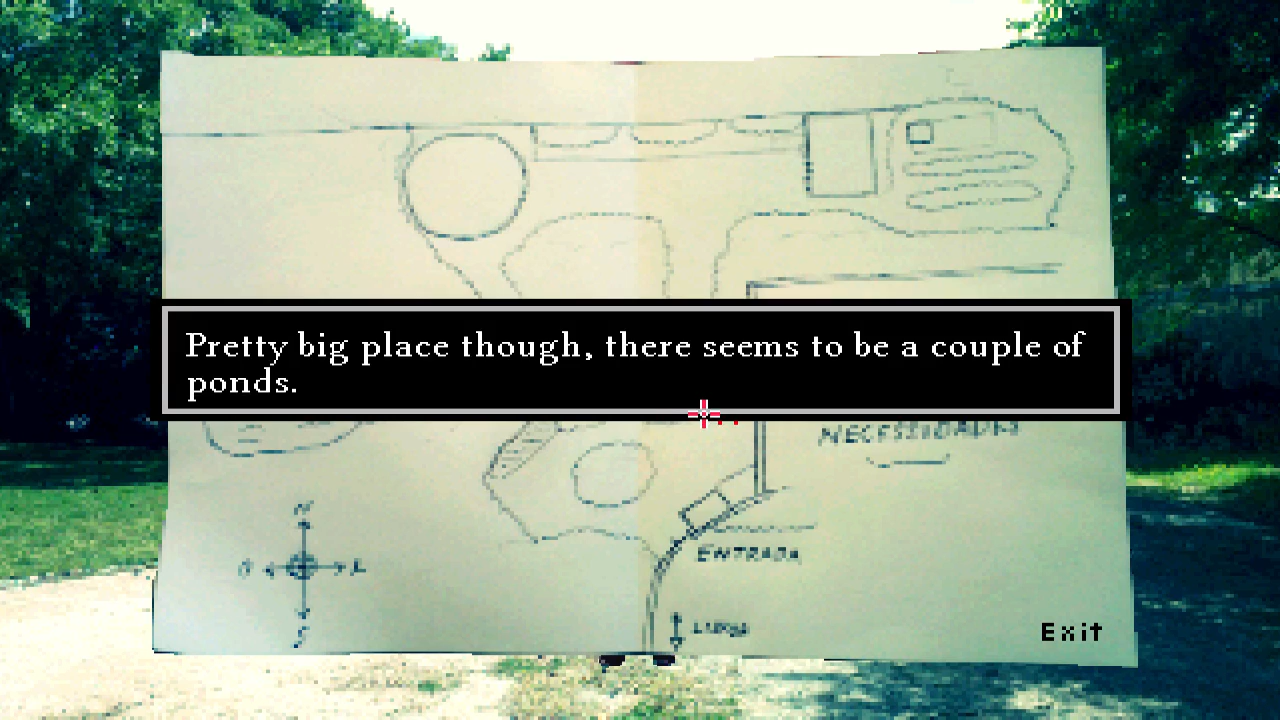 Pretty big place though, there seems to be a couple of
ponds.
NECESSIDADES
N
O
L
S
ENTRADA
Exit